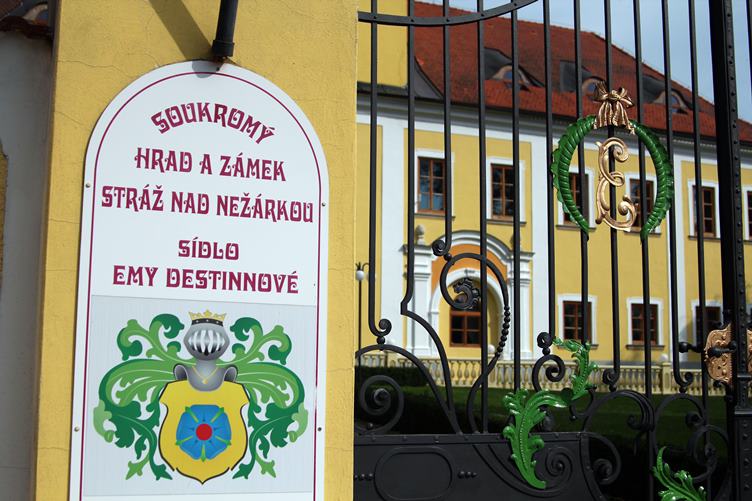 SOUKROMÝ
HRAD A ZÁMEK
STRÁŽ NAD NEŽÁRKOU
SÍDLO
EMY DESTINNOVÉ